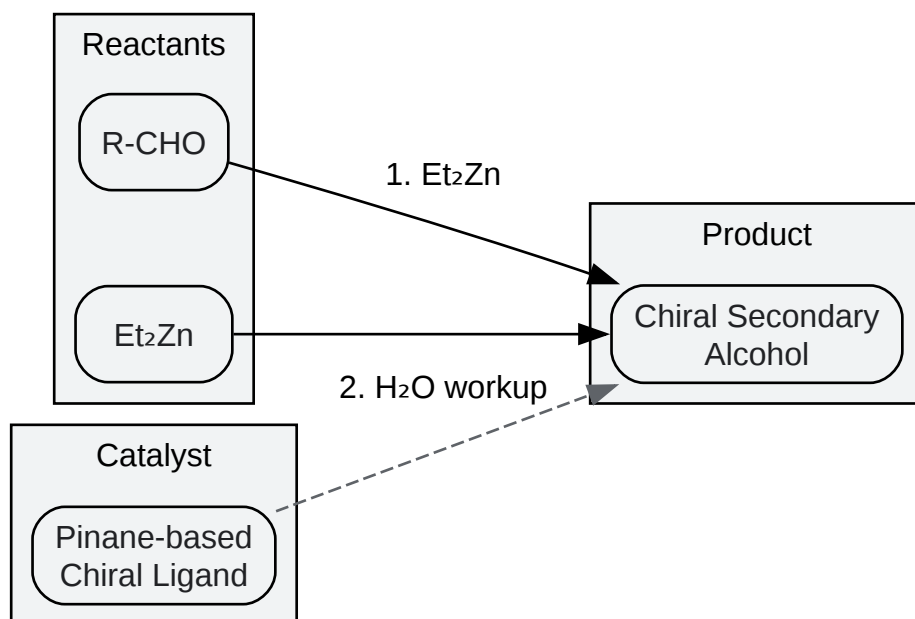 Reactants
R-CHO
1. Et₂Zn
Product
Et₂Zn
Chiral Secondary
Alcohol
2. H₂O workup
Catalyst
Pinane-based
Chiral Ligand